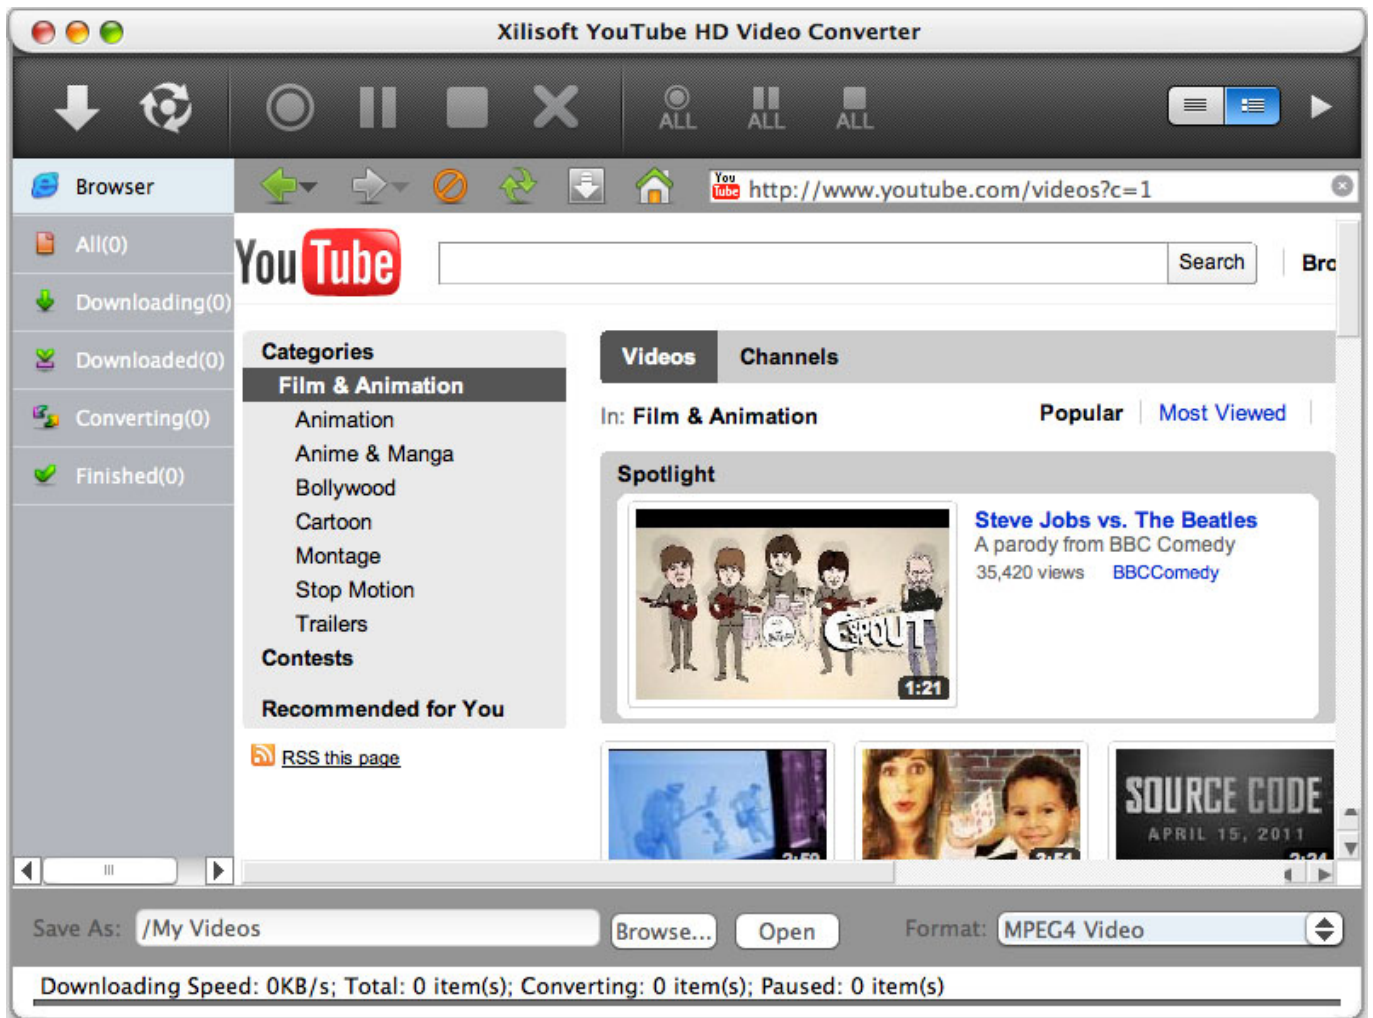 Xilisoft YouTube HD Video Converter
ALL ALL ALL
Browser
You Tube http://www.youtube.com/videos?c=1
All(0)
Downloading(0)
Downloaded(0)
Converting(0)
Finished(0)
You Tube
Search
Bro
Categories
Film & Animation
Animation
Anime & Manga
Bollywood
Cartoon
Montage
Stop Motion
Trailers
Contests
Recommended for You
RSS this page
Videos Channels
In: Film & Animation
Popular Most Viewed
Spotlight
SPOUT
1:21
Steve Jobs vs. The Beatles
A parody from BBC Comedy
35,420 views BBCComedy
SOURCE CODE
APRIL 15, 2011
Save As: /My Videos Browse... Open Format: MPEG4 Video
Downloading Speed: 0KB/s; Total: 0 item(s); Converting: 0 item(s); Paused: 0 item(s)